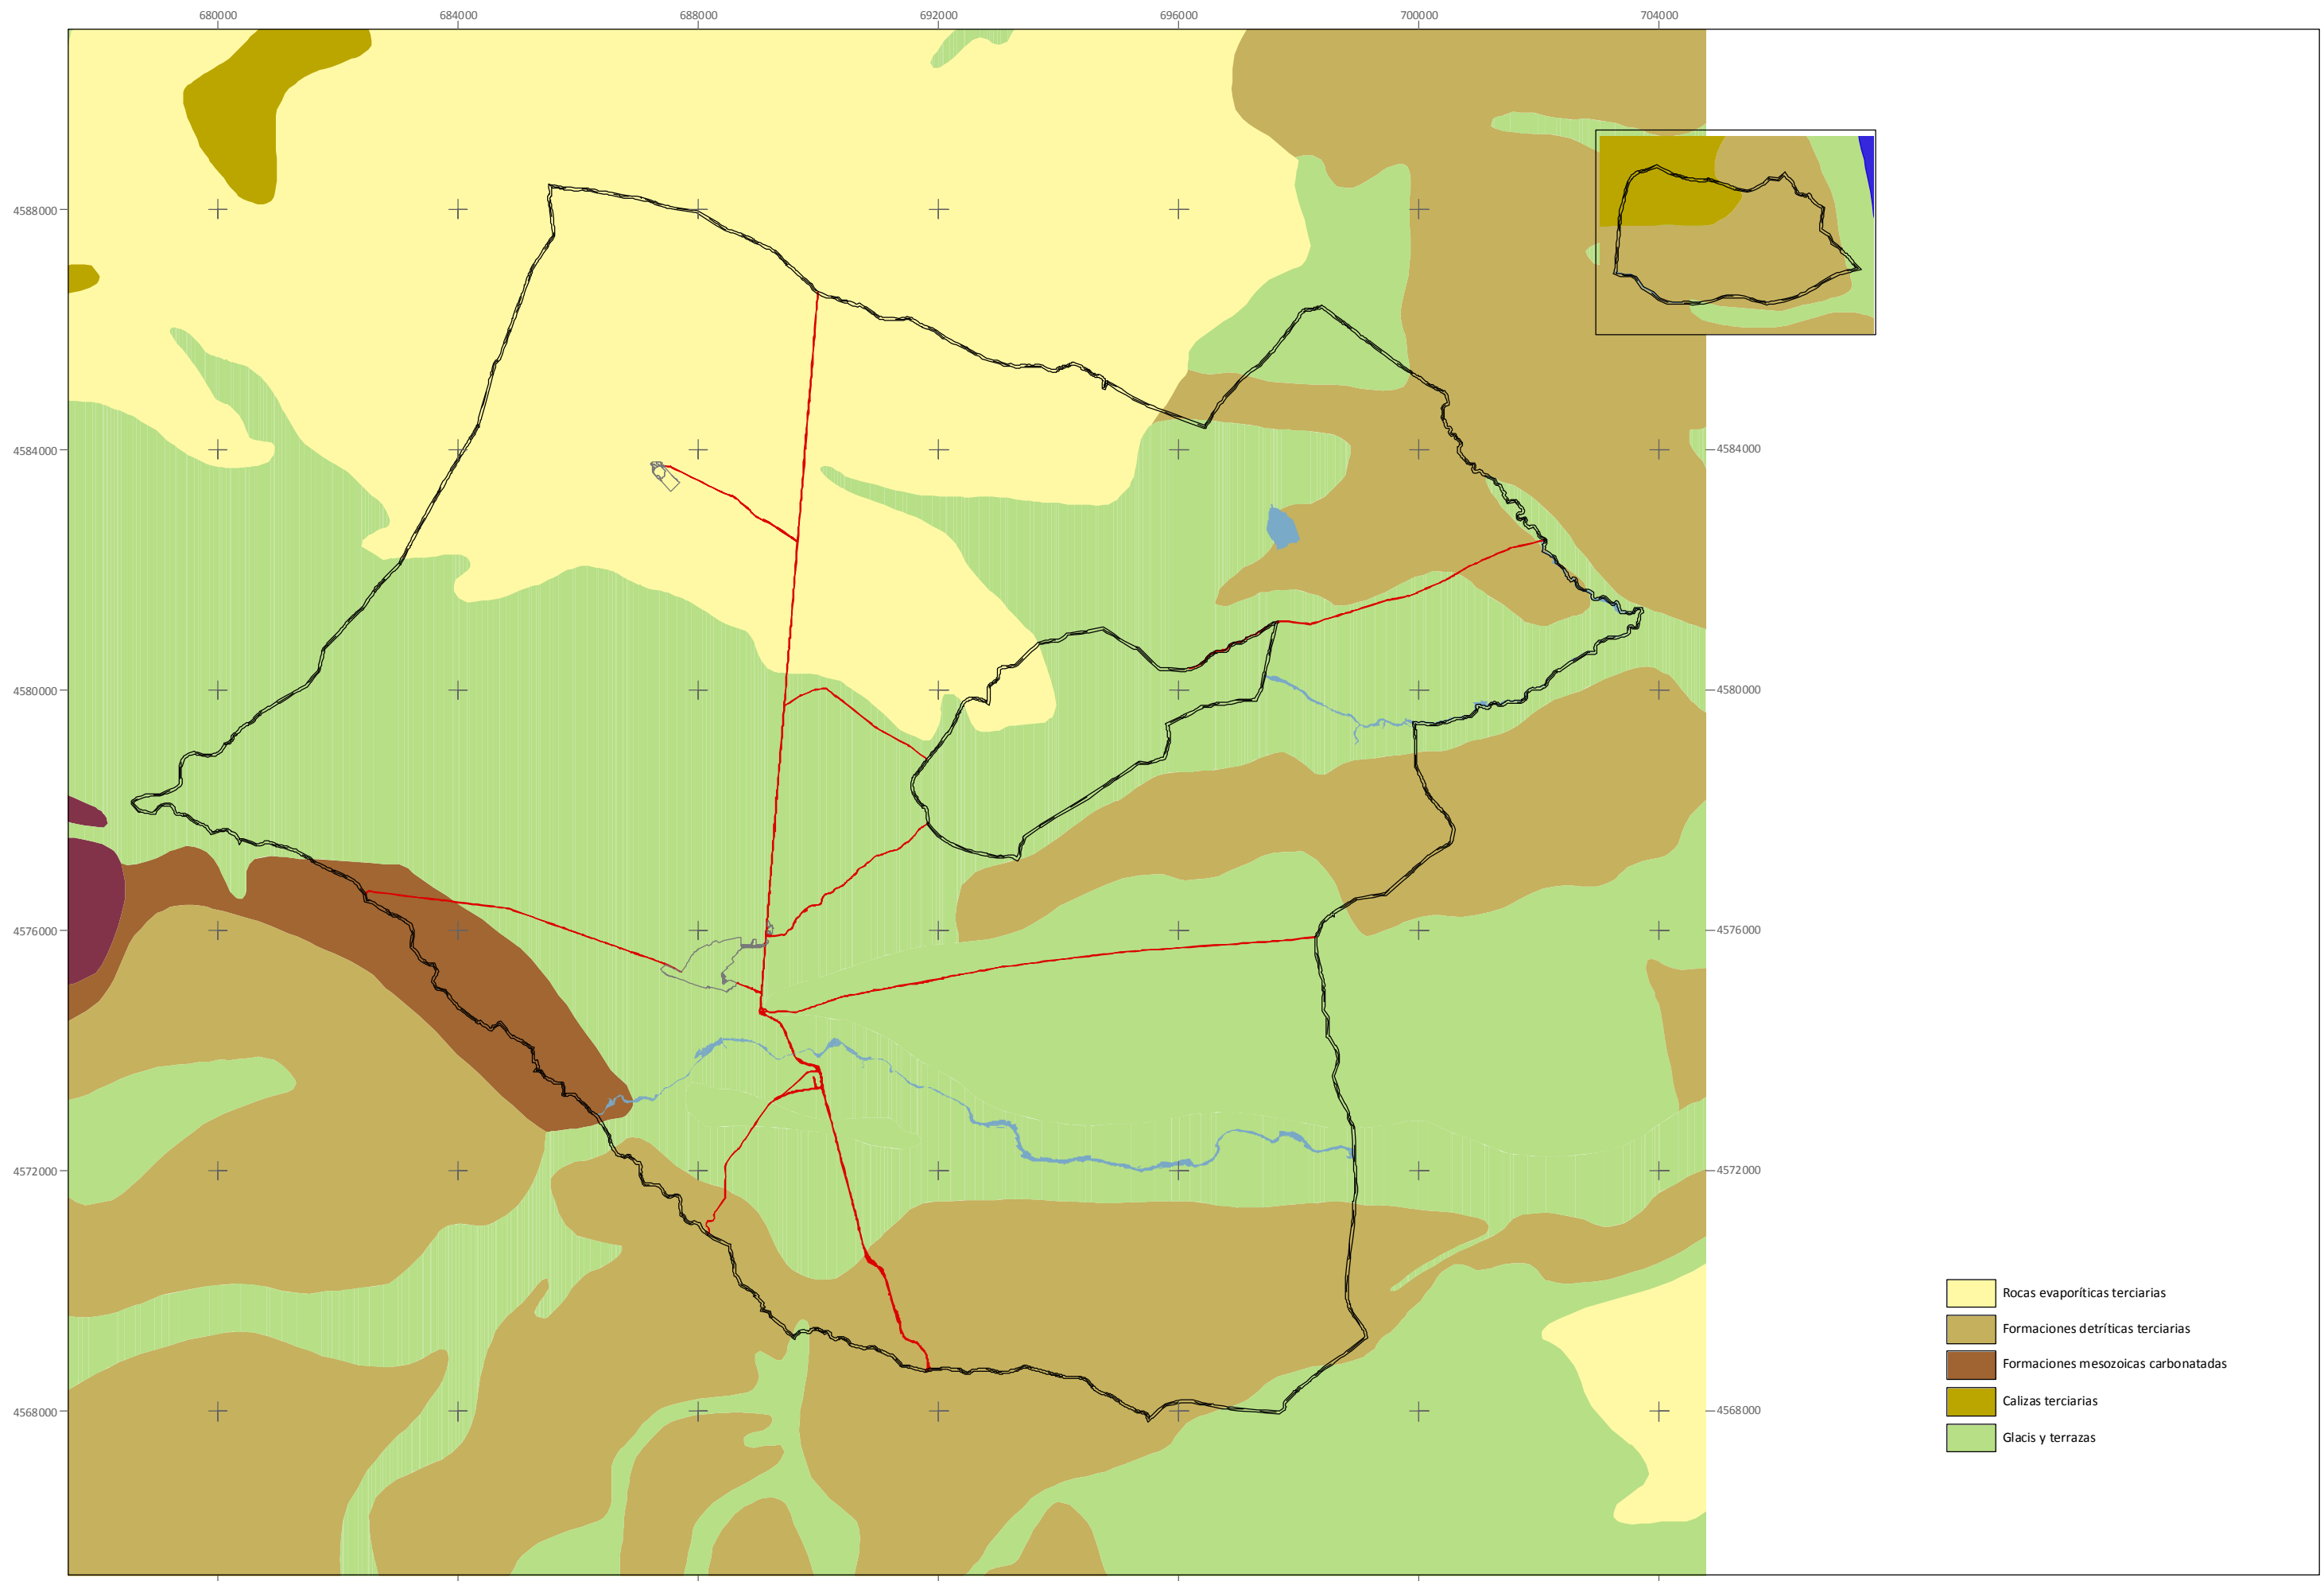 680000 684000 688000 692000 696000 700000 704000
4588000
4584000 4584000
4580000 4580000
4576000 4576000
4572000 4572000
4568000 4568000
Rocas evaporíticas terciarias
Formaciones detríticas terciarias
Formaciones mesozoicas carbonatadas
Calizas terciarias
Glacis y terrazas